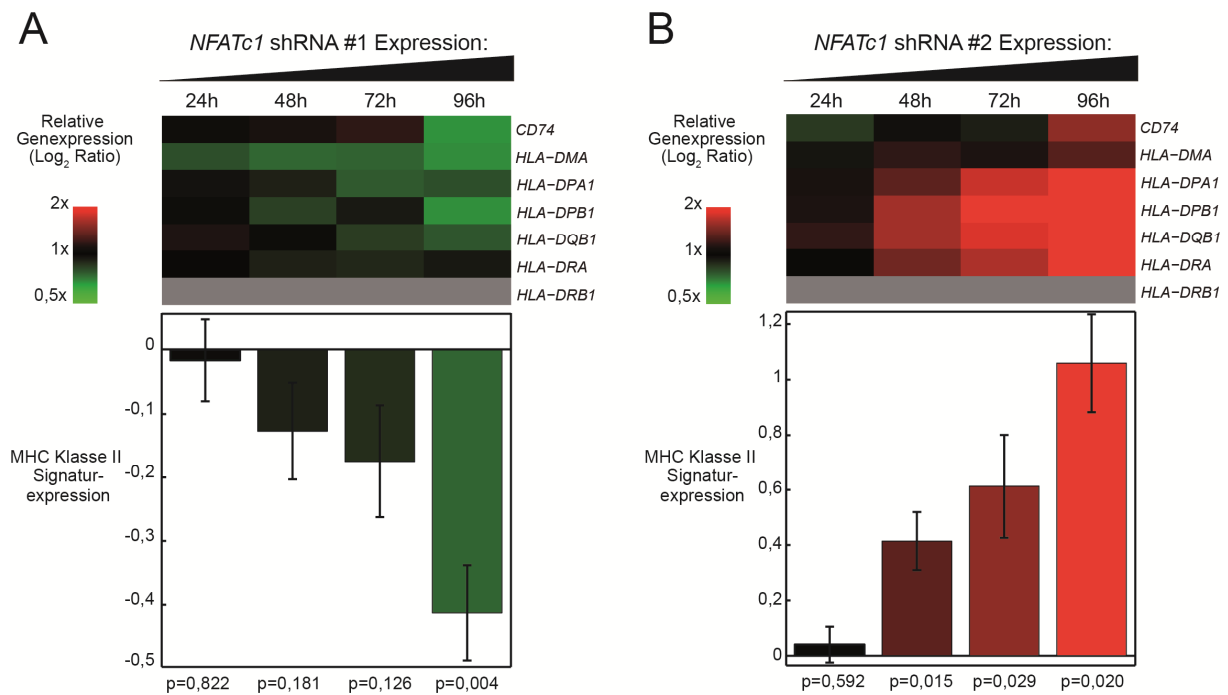 A
NFATc1 shRNA #1 Expression:
24h 48h 72h 96h
Relative
Genexpression
(Log2 Ratio)
2x
1x
0,5x
CD74
HLA−DMA
HLA−DPA1
HLA−DPB1
HLA−DQB1
HLA−DRA
HLA−DRB1
0
-0,1
-0,2
-0,3
-0,4
-0,5
MHC Klasse II
Signatur-
expression
p=0,822 p=0,181 p=0,126 p=0,004
B
NFATc1 shRNA #2 Expression:
24h 48h 72h 96h
Relative
Genexpression
(Log2 Ratio)
2x
1x
0,5x
CD74
HLA−DMA
HLA−DPA1
HLA−DPB1
HLA−DQB1
HLA−DRA
HLA−DRB1
1,2
1
0,8
0,6
0,4
0,2
0
MHC Klasse II
Signatur-
expression
p=0,592 p=0,015 p=0,029 p=0,020